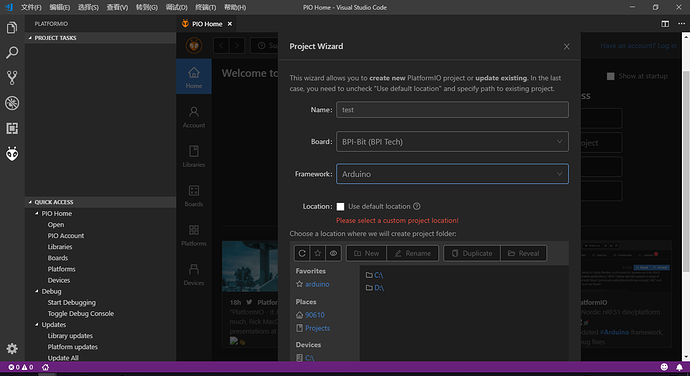 文件(F) 编辑(E) 选择(S) 查看(V) 转到(G) 调试(D) 终端(T) 帮助(H)
PIO Home - Visual Studio Code
PLATFORMIO
PIO Home
PROJECT TASKS
Have an account? Log in
Welcome to
Show at startup
Home
Account
Libraries
Boards
Platforms
Devices
Project Wizard
This wizard allows you to create new PlatformIO project or update existing. In the last
case, you need to uncheck "Use default location" and specify path to existing project.
Name: test
Board: BPI-Bit (BPI Tech)
Framework: Arduino
Location: Use default location
Please select a custom project location!
Choose a location where we will create project folder:
New Rename Duplicate Reveal
Favorites
arduino
Places
90610
Projects
Devices
C:\
C:\
D:\
QUICK ACCESS
PIO Home
Open
PIO Account
Libraries
Boards
Platforms
Devices
Debug
Start Debugging
Toggle Debug Console
Updates
Library updates
Platform updates
Update All
16h
presentations at
#Arduino framework,
0 0